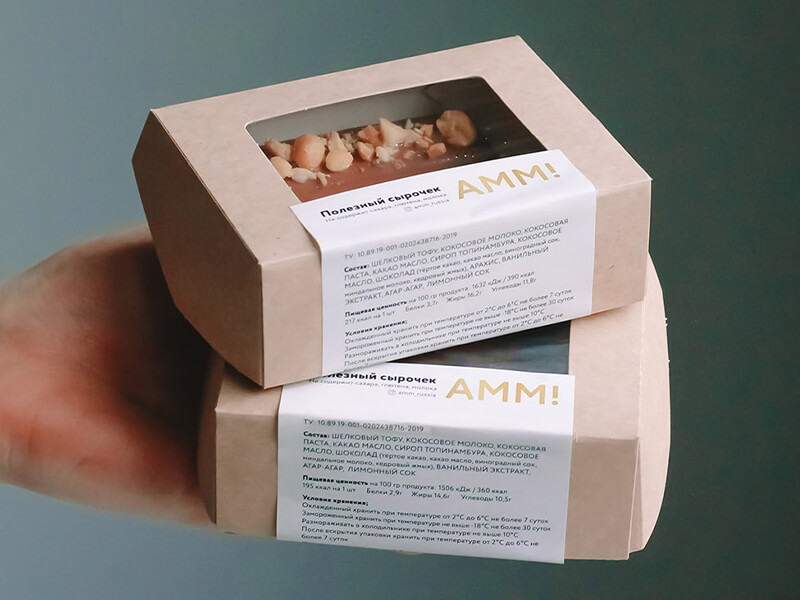 Полезный сырочек
AMM!
Не содержит сахара, глютена, молока
amm_russia
ТУ: 10.89.19-001-0202438716-2019
Состав: ШЕЛКОВЫЙ ТОФУ, КОКОСОВОЕ МОЛОКО, КОКОСОВАЯ
ПАСТА, КАКАО МАСЛО, СИРОП ТОПИНАМБУРА, КОКОСОВОЕ
МАСЛО, ШОКОЛАД (тёртое какао, какао масло, виноградный сок,
миндальное молоко, кедровый жмых), АРАХИС, ВАНИЛЬНЫЙ
ЭКСТРАКТ, АГАР-АГАР, ЛИМОННЫЙ СОК
Пищевая ценность на 100 гр продукта: 1632 кДж / 390 ккал
217 ккал на 1 шт Белки 3,7г Жиры 16,2г Углеводы 11,8г
Условия хранения:
Охлажденный хранить при температуре от 2°С до 6°С не более 7 суток
Замороженный хранить при температуре не выше -18°С не более 30 суток
Размораживать в холодильнике при температуре не выше 10°С
После вскрытия упаковки хранить при температуре от 2°С до 6°С не
более
Полезный сырочек
AMM!
Не содержит сахара, глютена, молока
amm_russia
ТУ: 10.89.19-001-0202438716-2019
Состав: ШЕЛКОВЫЙ ТОФУ, КОКОСОВОЕ МОЛОКО, КОКОСОВАЯ
ПАСТА, КАКАО МАСЛО, СИРОП ТОПИНАМБУРА, КОКОСОВОЕ
МАСЛО, ШОКОЛАД (тёртое какао, какао масло, виноградный сок,
миндальное молоко, кедровый жмых), ВАНИЛЬНЫЙ ЭКСТРАКТ,
АГАР-АГАР, ЛИМОННЫЙ СОК
Пищевая ценность на 100 гр продукта: 1506 кДж / 360 ккал
195 ккал на 1 шт Белки 2,9г Жиры 14,6г Углеводы 10,5г
Условия хранения:
Охлажденный хранить при температуре от 2°С до 6°С не более 7 суток
Замороженный хранить при температуре не выше -18°С не более 30 суток
Размораживать в холодильнике при температуре не выше 10°С
После вскрытия упаковки хранить при температуре от 2°С до 6°С не
более 7 суток